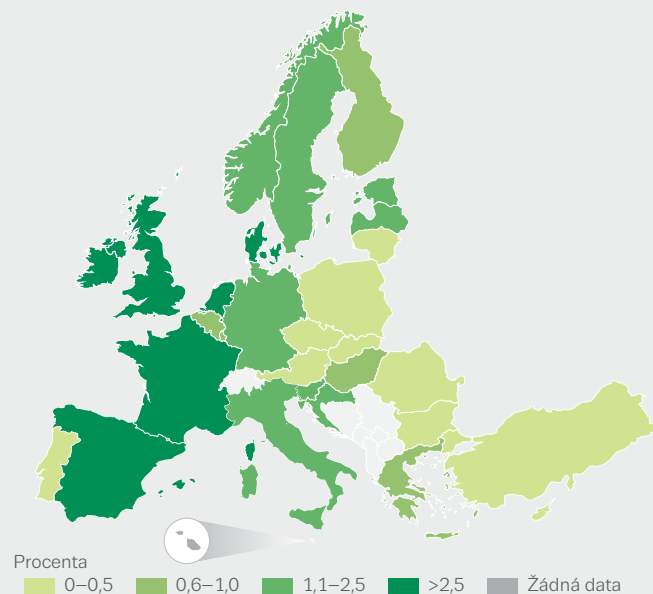 Procenta
0–0,5 0,6–1,0 1,1–2,5 >2,5 Žádná data